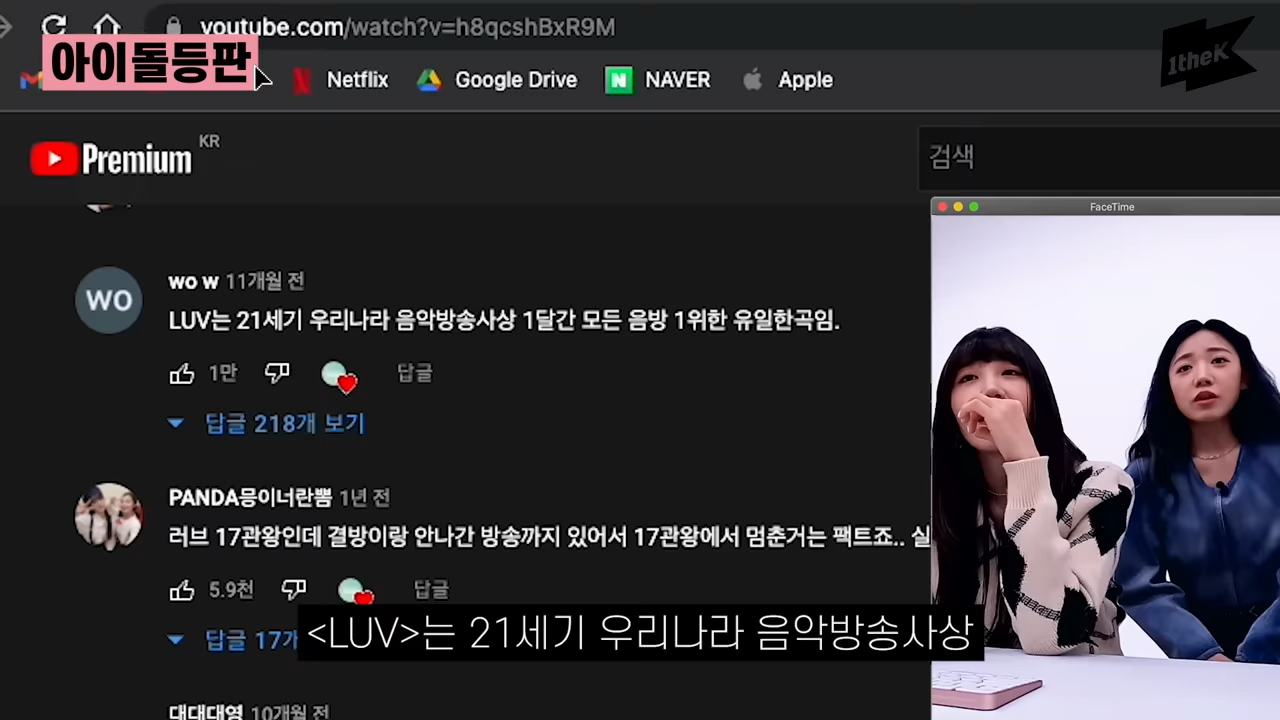 youtube.com/watch?v=h8qcshBxR9M
아이돌등판
Netflix
Google Drive
N
NAVER
Apple
1theK
Premium
KR
검색
FaceTime
WO
wo w 11개월 전
LUV는 21세기 우리나라 음악방송사상 1달간 모든 음방 1위한 유일한곡임.
1만
답글
답글 218개 보기
PANDA믕이너란뽐 1년 전
러브 17관왕인데 결방이랑 안나간 방송까지 있어서 17관왕에서 멈춘거는 팩트죠.. 실
5.9천
답글
답글 17개
<LUV>는 21세기 우리나라 음악방송사상
대대대영 10개월 전